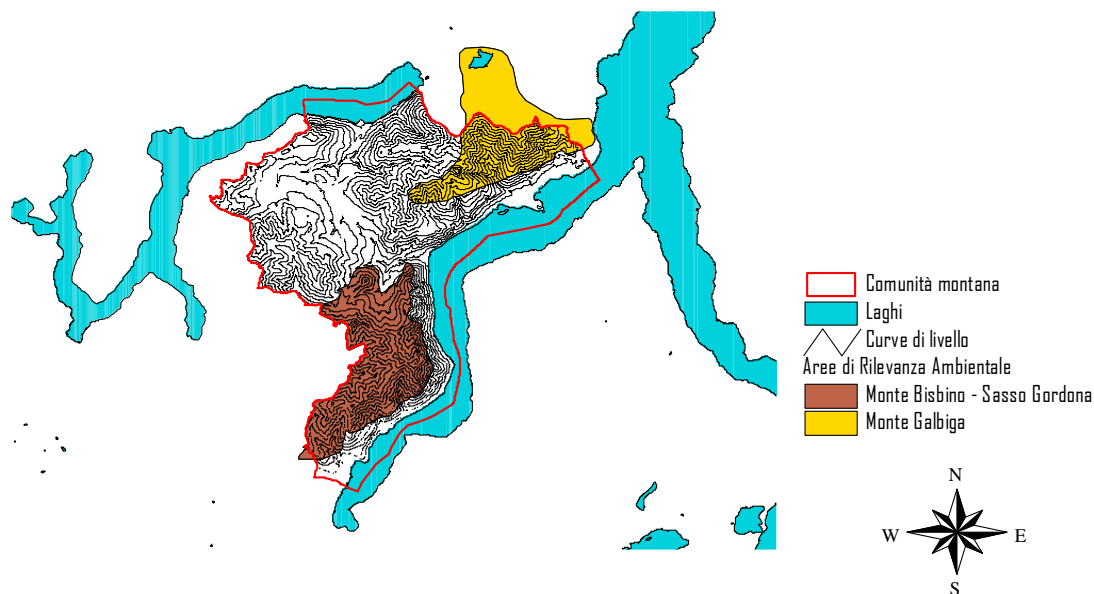 Comunità montana
Laghi
Curve di livello
Aree di Rilevanza Ambientale
Monte Bisbino - Sasso Gordona
Monte Galbiga
N
W E
S